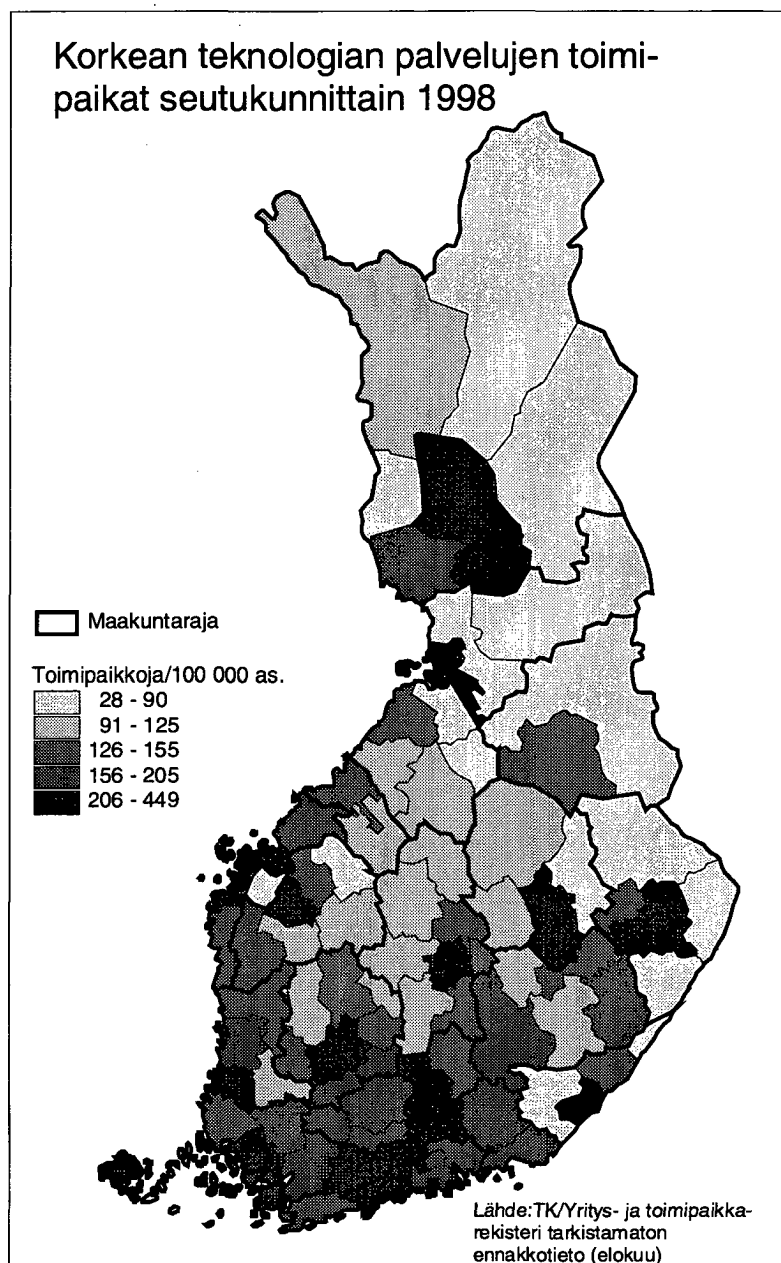 Korkean teknologian palvelujen toimi-
paikat seutukunnittain 1998
Maakuntaraja
Toimipaikkoja/100 000 as.
28 - 90
91 - 125
126 - 155
156 - 205
206 - 449
Lähde:TK/Yritys- ja toimipaikka-
rekisteri tarkistamaton
ennakkotieto (elokuu)